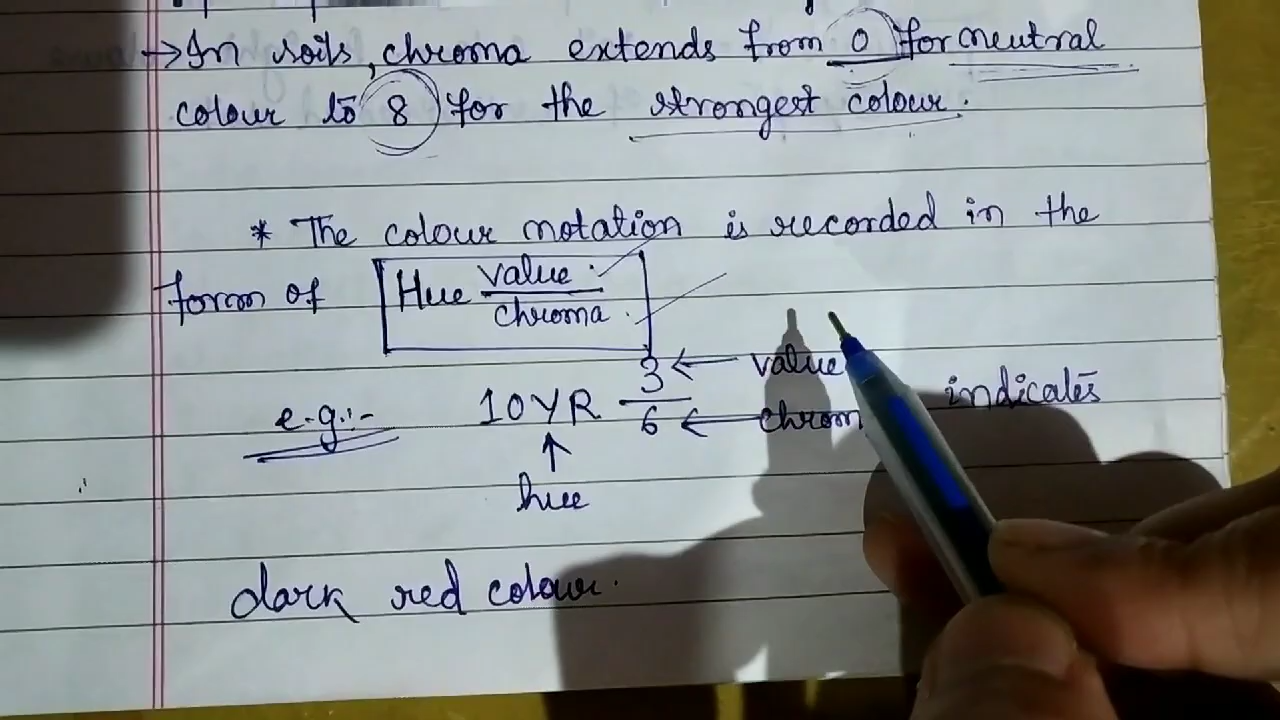 → In soils, chroma extends from 0 for neutral
colour to 8 for the strongest colour.
* The colour notation is recorded in the
form of Hue value/chroma
3 ← value
e.g:- 10YR — indicates
6 ← chrom
↑
hue
dark red colour.